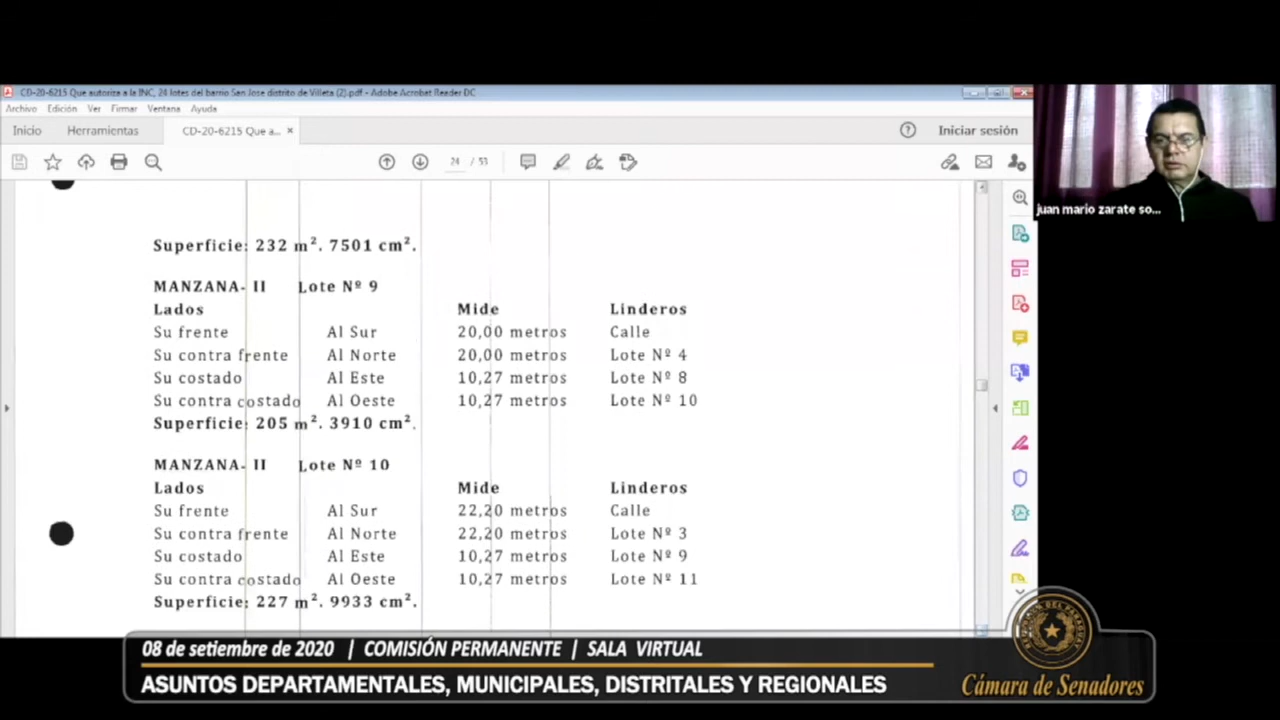 CD-20-6215 Que autoriza a la INC, 24 lotes del barrio San Jose distrito de Villeta (2).pdf - Adobe Acrobat Reader DC
Archivo Edición Ver Firmar Ventana Ayuda
Inicio Herramientas CD-20-6215 Que a... × Iniciar sesión
24 / 51
juan mario zarate so...
Superficie: 232 m². 7501 cm².
MANZANA- II Lote Nº 9
Lados Mide Linderos
Su frente Al Sur 20,00 metros Calle
Su contra frente Al Norte 20,00 metros Lote Nº 4
Su costado Al Este 10,27 metros Lote Nº 8
Su contra costado Al Oeste 10,27 metros Lote Nº 10
Superficie: 205 m². 3910 cm².
MANZANA- II Lote Nº 10
Lados Mide Linderos
Su frente Al Sur 22,20 metros Calle
Su contra frente Al Norte 22,20 metros Lote Nº 3
Su costado Al Este 10,27 metros Lote Nº 9
Su contra costado Al Oeste 10,27 metros Lote Nº 11
Superficie: 227 m². 9933 cm².
08 de setiembre de 2020 | COMISIÓN PERMANENTE | SALA VIRTUAL
ASUNTOS DEPARTAMENTALES, MUNICIPALES, DISTRITALES Y REGIONALES
Cámara de Senadores